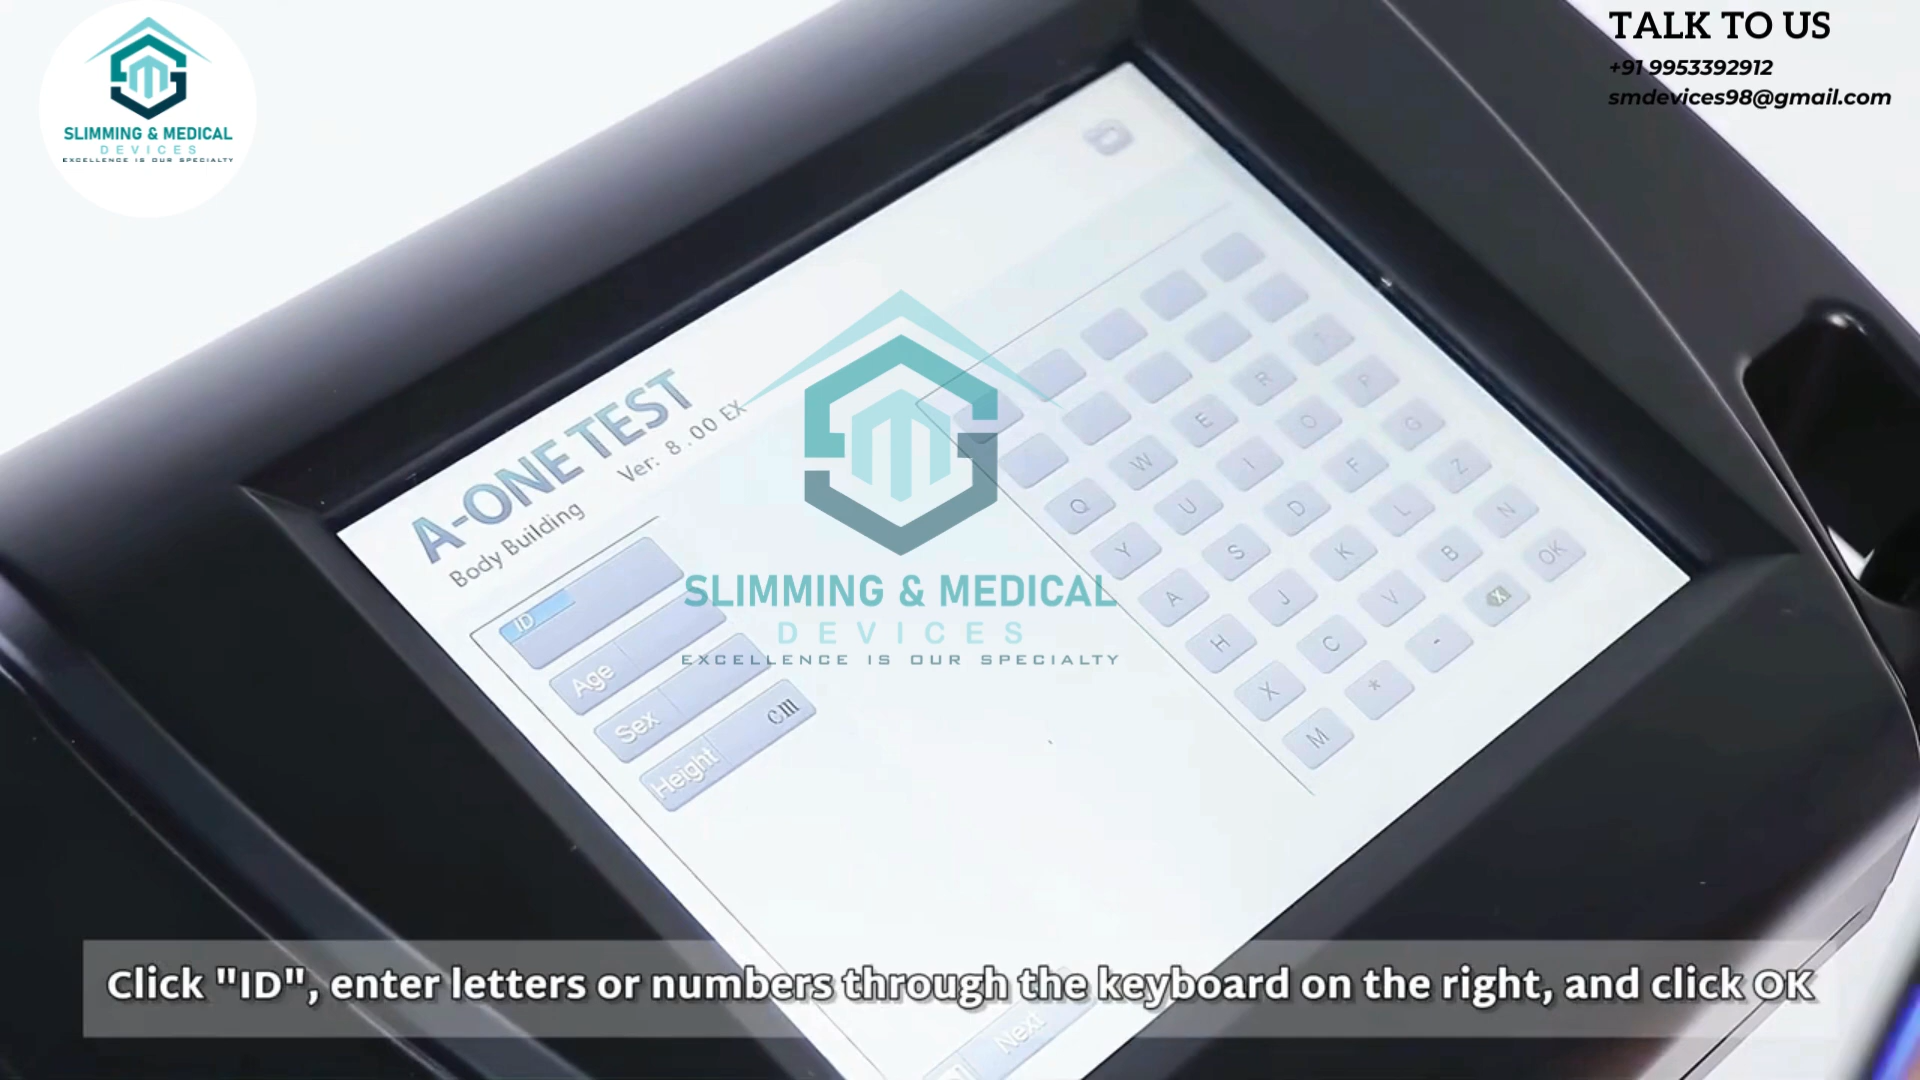 SLIMMING & MEDICAL
DEVICES
EXCELLENCE IS OUR SPECIALTY
TALK TO US
+91 9953392912
smdevices98@gmail.com
A-ONE TEST
Body Building Ver: 8.00 EX
ID
Age
Sex
Height cm
Q W E R T
Y U I O P
A S D F G
H J K L Z
X C V B N
M * - OK
SLIMMING & MEDICAL
DEVICES
EXCELLENCE IS OUR SPECIALTY
Click "ID", enter letters or numbers through the keyboard on the right, and click OK
Next